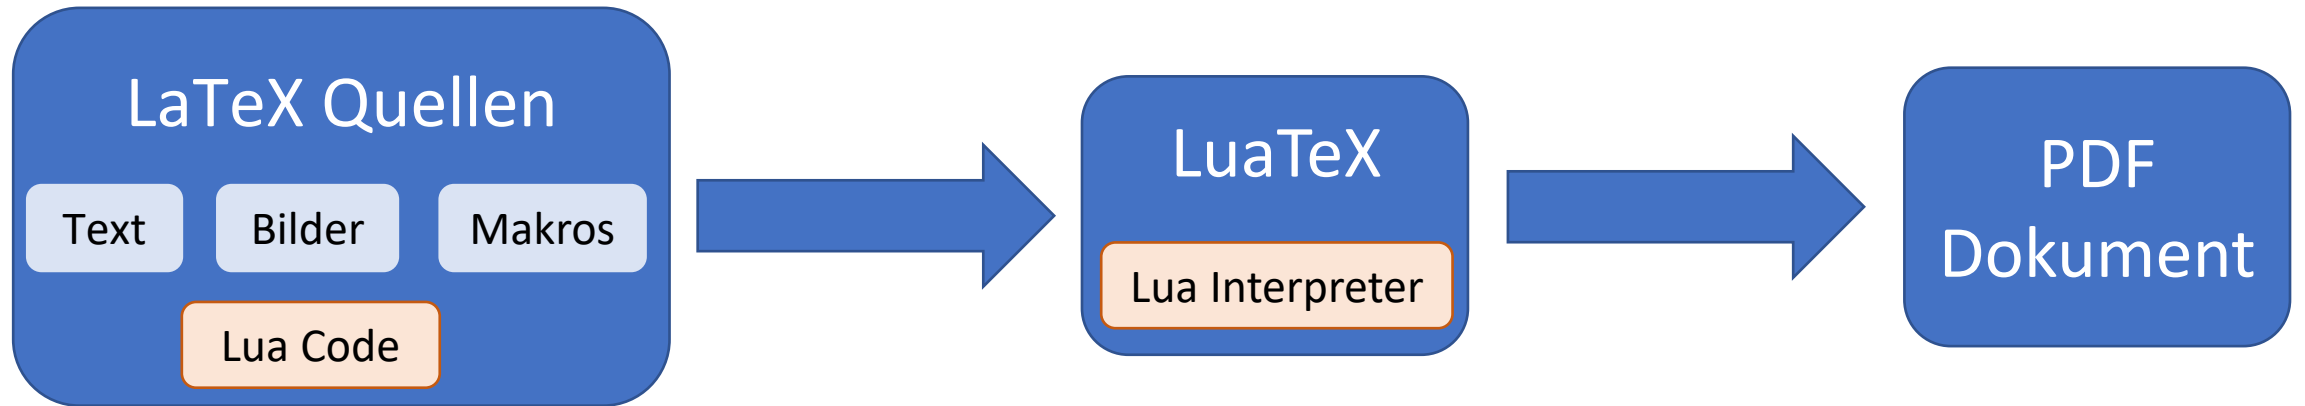 LaTeX Quellen
Text Bilder Makros
Lua Code
LuaTeX
Lua Interpreter
PDF
Dokument